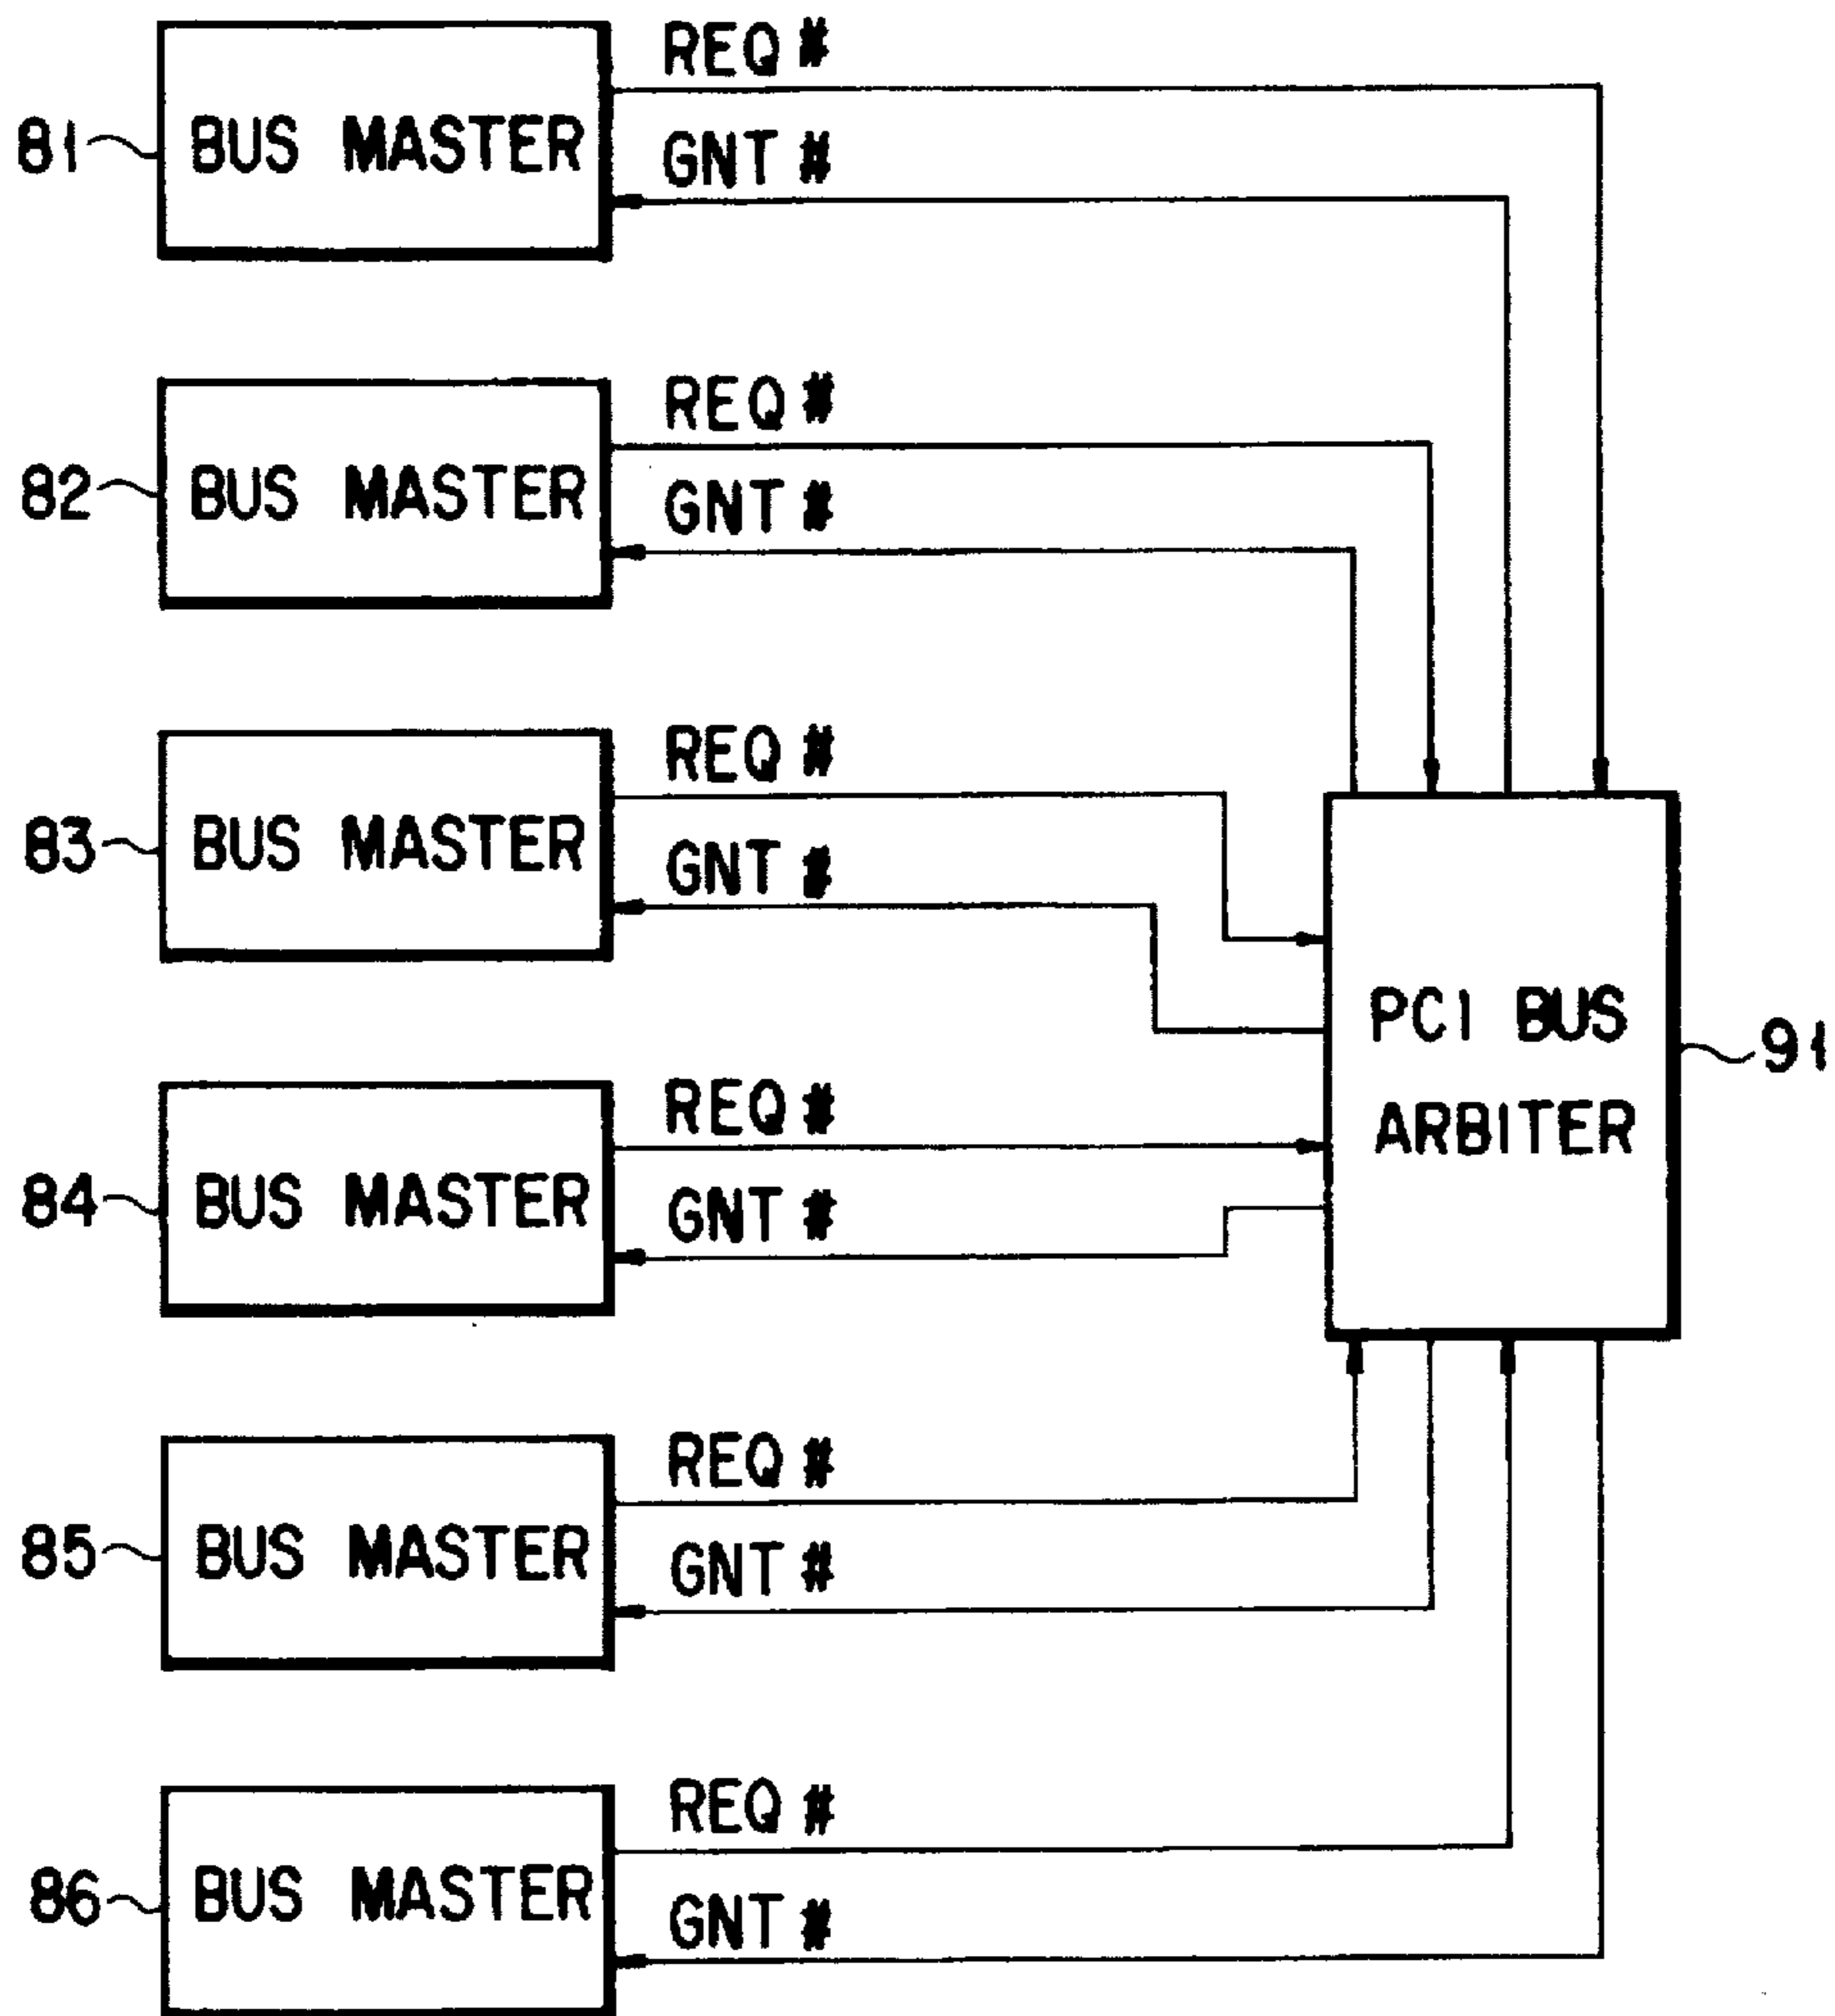 REQ #
81 BUS MASTER
GNT #
REQ #
82 BUS MASTER
GNT #
REQ #
83 BUS MASTER
GNT #
PCI BUS
ARBITER
91
REQ #
84 BUS MASTER
GNT #
REQ #
85 BUS MASTER
GNT #
REQ #
86 BUS MASTER
GNT #